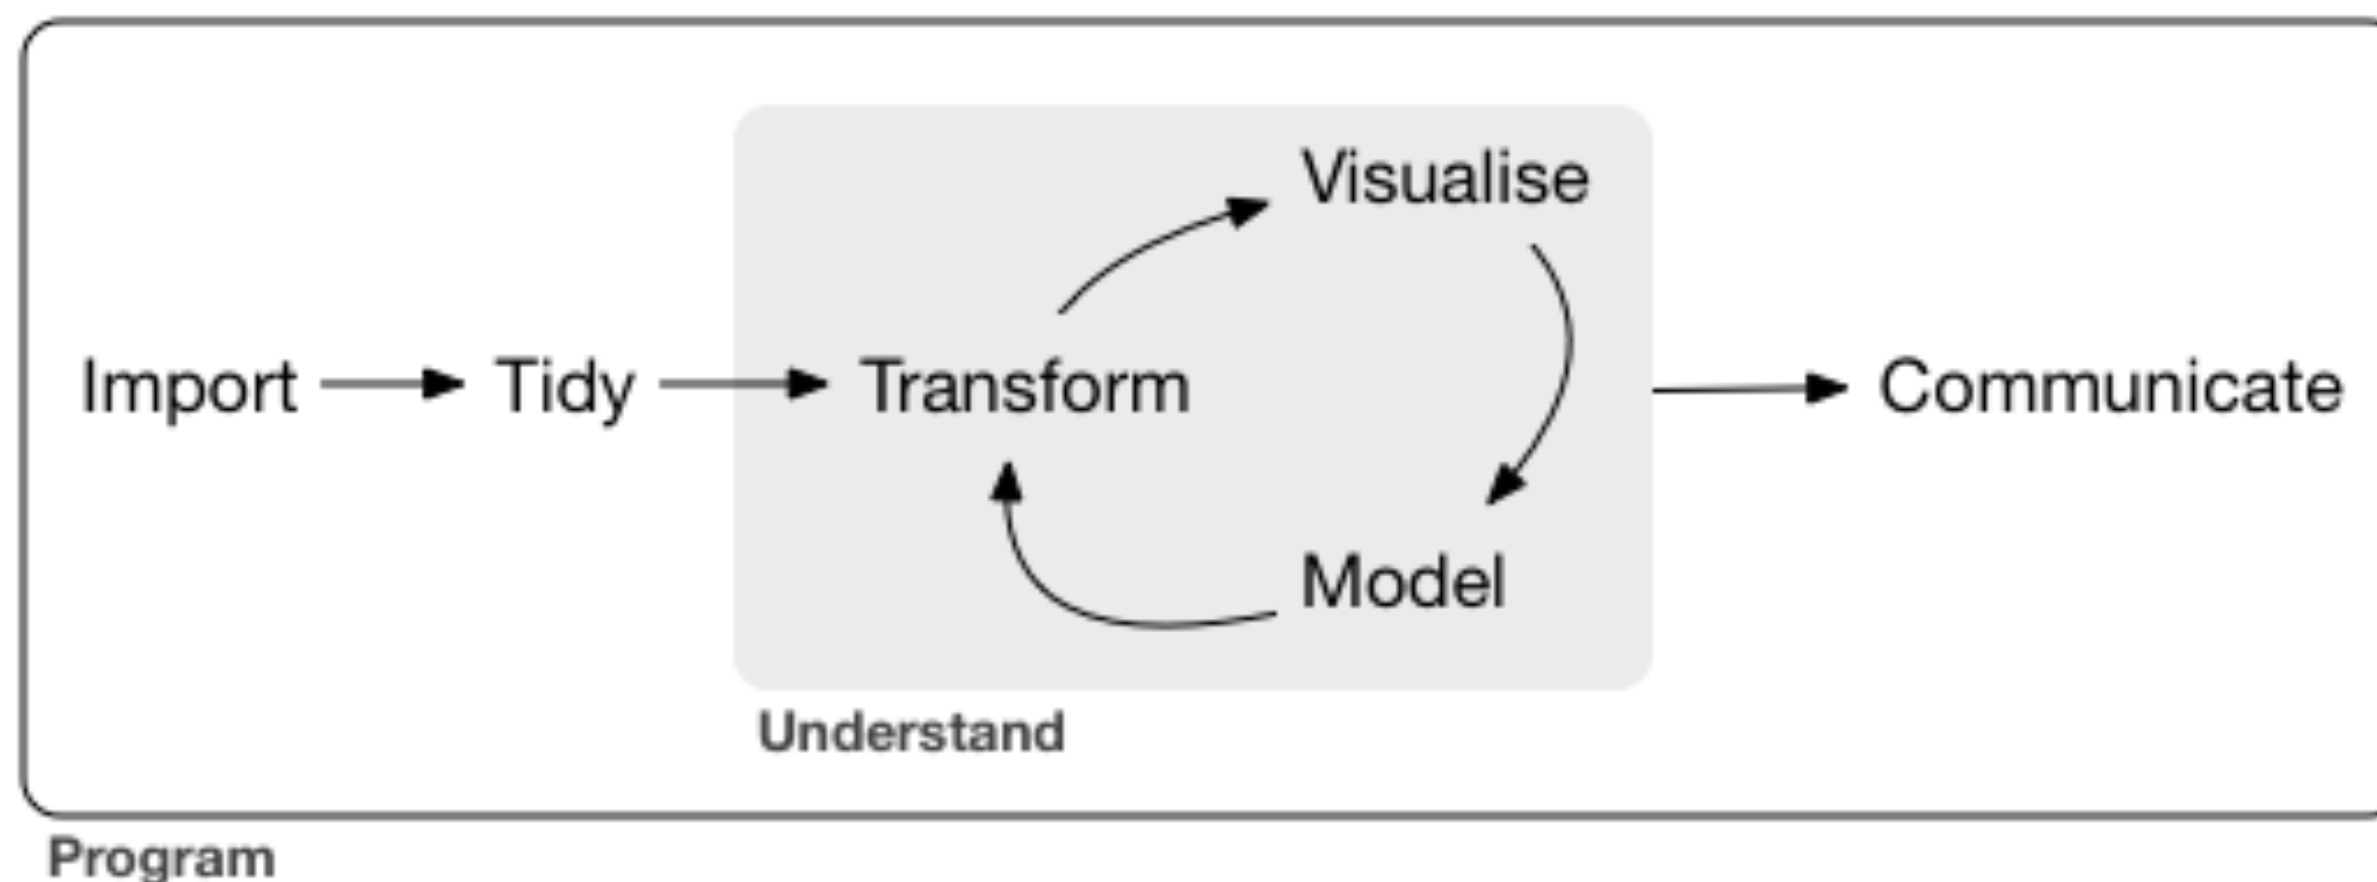 Visualise
Import Tidy Transform Communicate
Model
Understand
Program